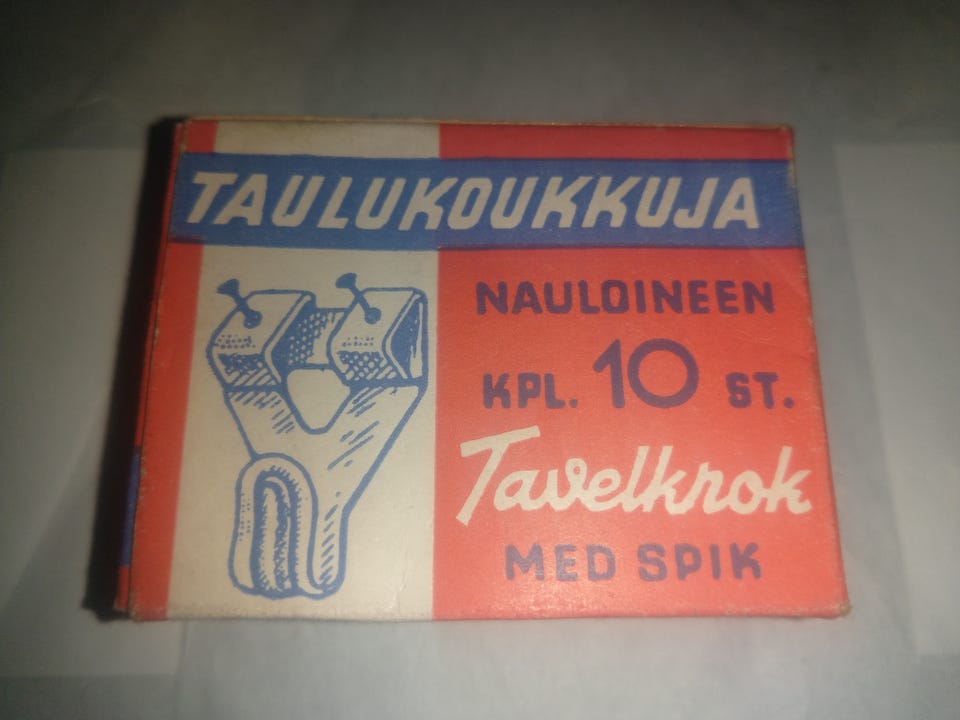 TAULUKOUKKUJA
NAULOINEEN
KPL. 10 ST.
Tavelkrok
MED SPIK